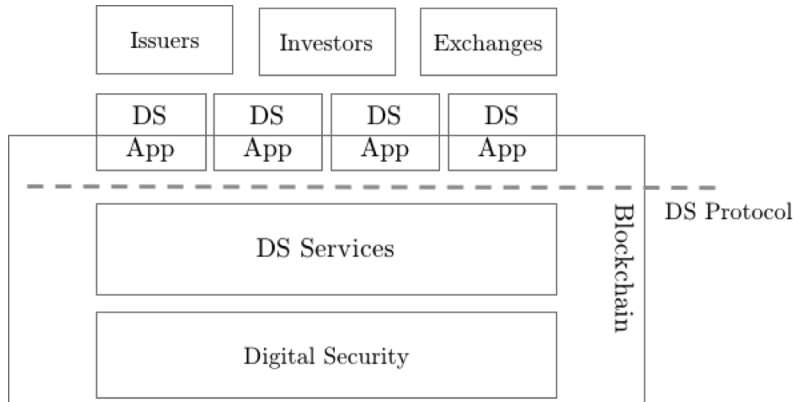 Issuers
Investors
Exchanges
DS
App
DS
App
DS
App
DS
App
DS Protocol
Blockchain
DS Services
Digital Security